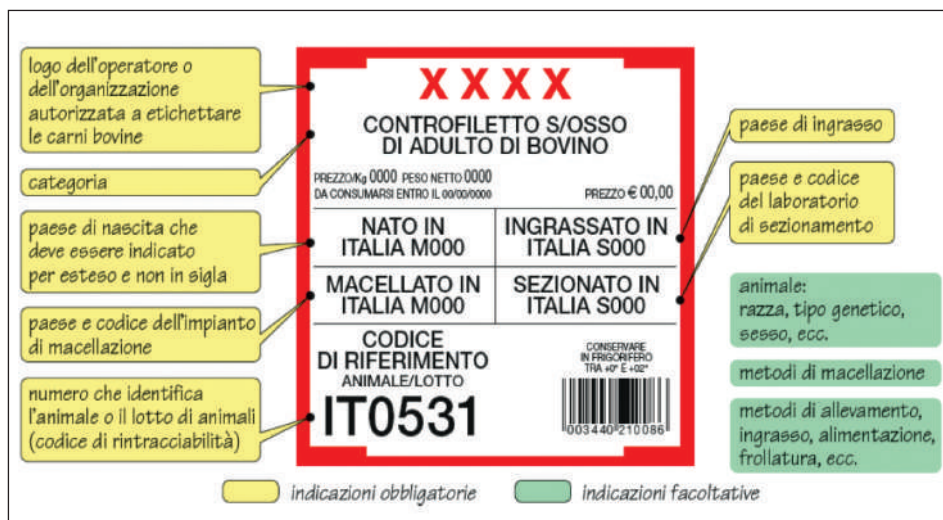 logo dell'operatore o
dell'organizzazione
autorizzata a etichettare
le carni bovine
categoria
paese di nascita che
deve essere indicato
per esteso e non in sigla
paese e codice dell'impianto
di macellazione
numero che identifica
l'animale o il lotto di animali
(codice di rintracciabilità)
X X X X
CONTROFILETTO S/OSSO
DI ADULTO DI BOVINO
PREZZO/Kg 0000 PESO NETTO 0000
DA CONSUMARSI ENTRO IL 00/00/0000
PREZZO € 00,00
NATO IN
ITALIA M000
INGRASSATO IN
ITALIA S000
MACELLATO IN
ITALIA M000
SEZIONATO IN
ITALIA S000
CODICE
DI RIFERIMENTO
ANIMALE/LOTTO
IT0531
CONSERVARE
IN FRIGORIFERO
TRA +0° E +02°
003440 210086
paese di ingrasso
paese e codice
del laboratorio
di sezionamento
animale:
razza, tipo genetico,
sesso, ecc.
metodi di macellazione
metodi di allevamento,
ingrasso, alimentazione,
frollatura, ecc.
indicazioni obbligatorie
indicazioni facoltative